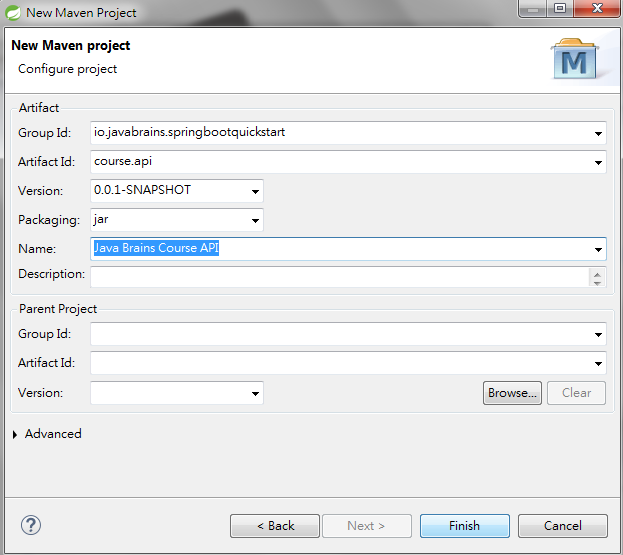 New Maven Project
New Maven project
Configure project
M
Artifact
Group Id: io.javabrains.springbootquickstart
Artifact Id: course.api
Version: 0.0.1-SNAPSHOT
Packaging: jar
Name: Java Brains Course API
Description:
Parent Project
Group Id:
Artifact Id:
Version: Browse... Clear
Advanced
? < Back Next > Finish Cancel